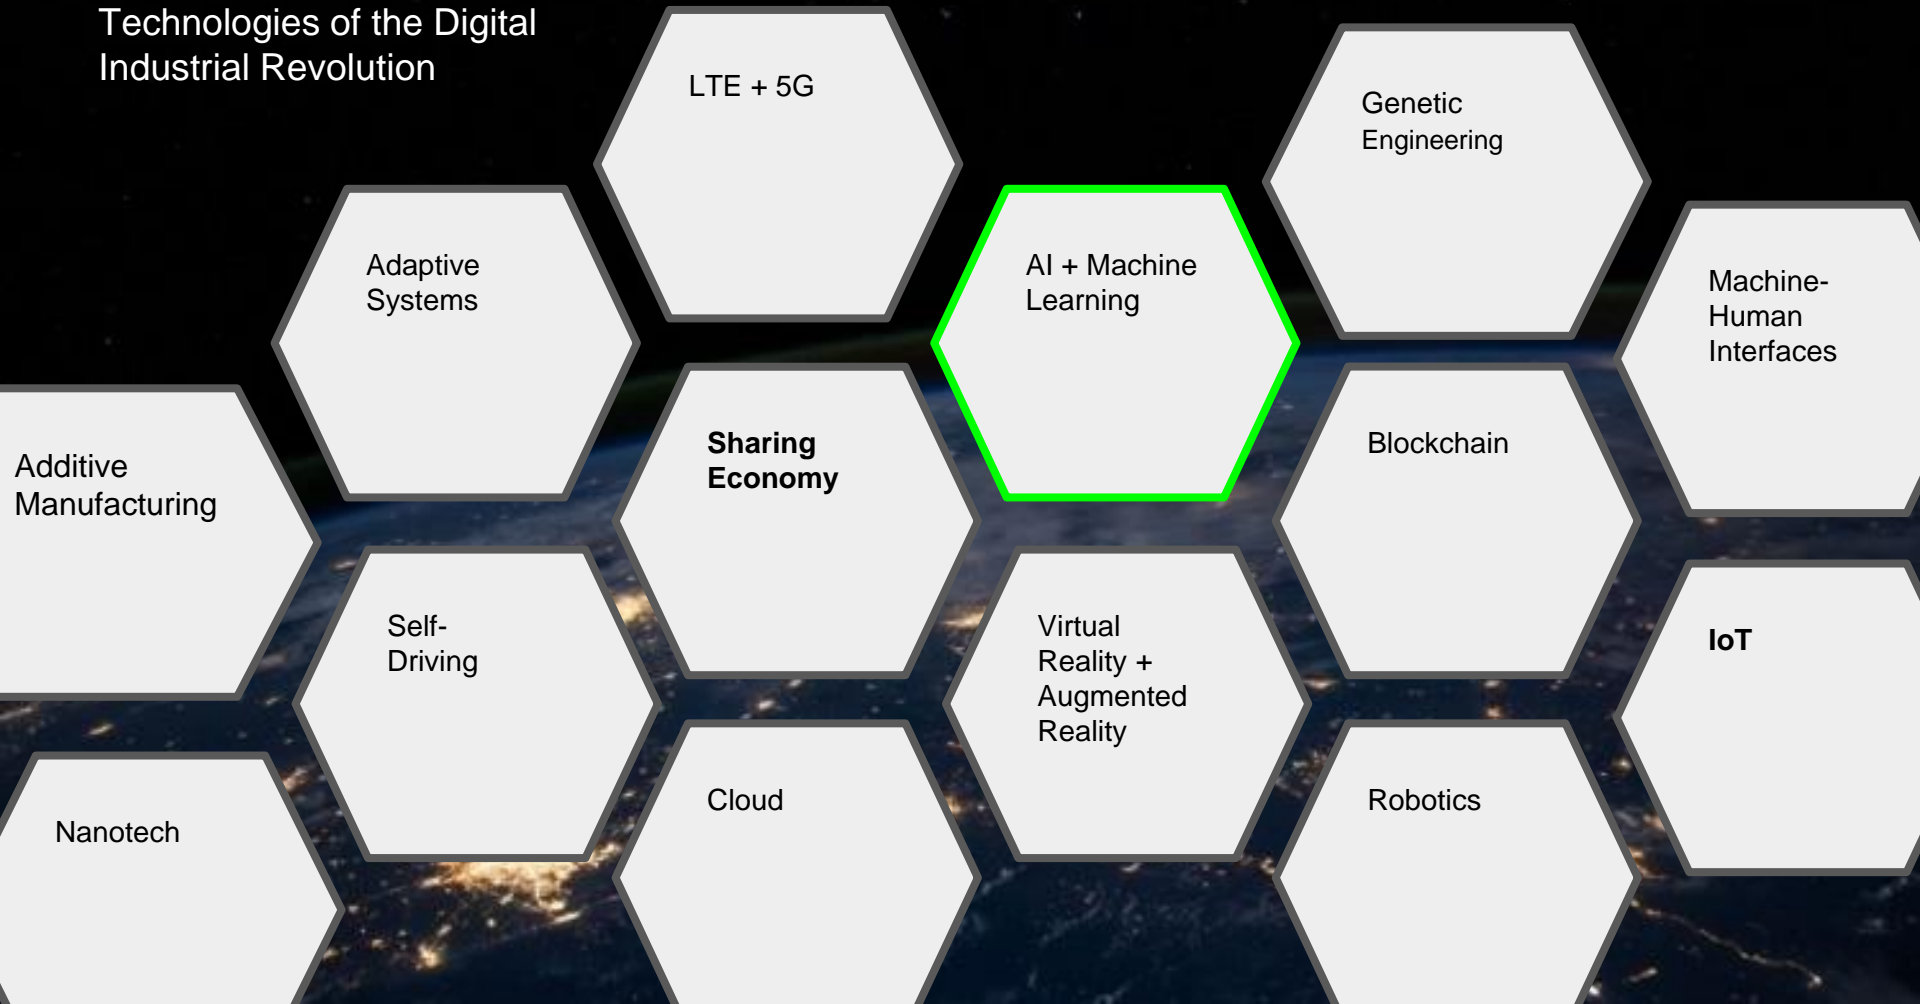 Technologies of the Digital
Industrial Revolution
LTE + 5G
Genetic
Engineering
Adaptive
Systems
AI + Machine
Learning
Machine-
Human
Interfaces
Additive
Manufacturing
Sharing
Economy
Blockchain
Self-
Driving
Virtual
Reality +
Augmented
Reality
IoT
Nanotech
Cloud
Robotics